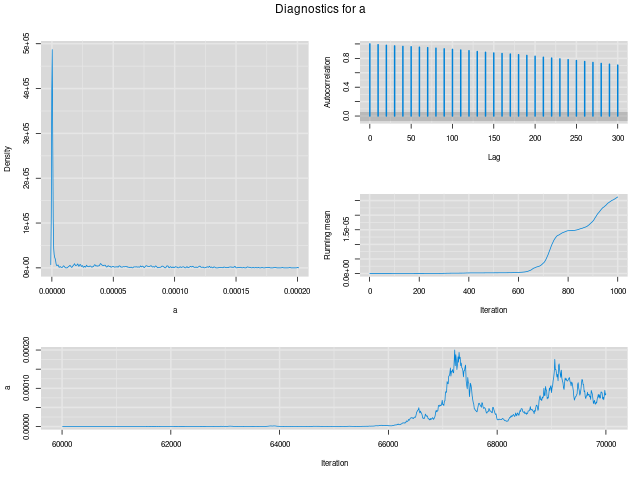 Diagnostics for a
Density
0e+00 1e+05 2e+05 3e+05 4e+05 5e+05
0.00000 0.00005 0.00010 0.00015 0.00020
a
Autocorrelation
0.0 0.4 0.8
0 50 100 150 200 250 300
Lag
Running mean
0.0e+00 1.5e-05
0 200 400 600 800 1000
Iteration
a
0.00000 0.00010 0.00020
60000 62000 64000 66000 68000 70000
Iteration